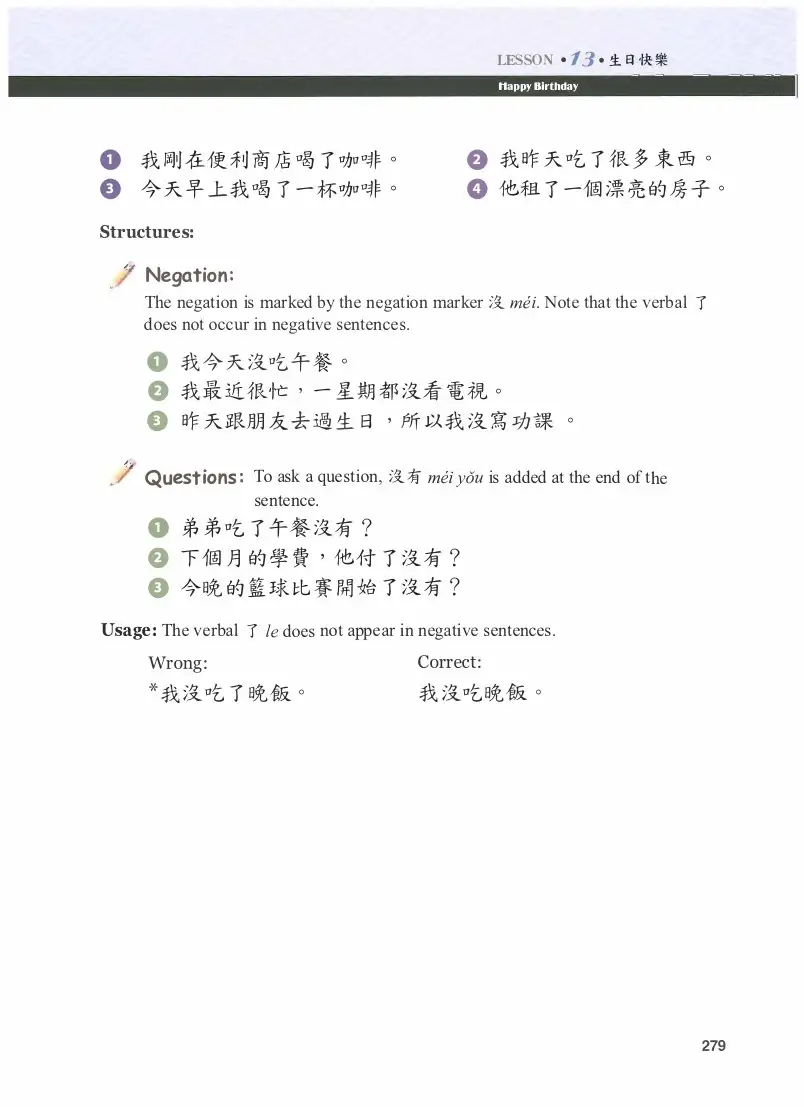 LESSON • 13 • 生日快樂
Happy Birthday
1 我剛在便利商店喝了咖啡。
2 我昨天吃了很多東西。
3 今天早上我喝了一杯咖啡。
4 他租了一個漂亮的房子。
Structures:
Negation:
The negation is marked by the negation marker 沒 méi. Note that the verbal 了
does not occur in negative sentences.
1 我今天沒吃午餐。
2 我最近很忙，一星期都沒看電視。
3 昨天跟朋友去過生日，所以我沒寫功課。
Questions: To ask a question, 沒有 méi yǒu is added at the end of the
sentence.
1 弟弟吃了午餐沒有？
2 下個月的學費，他付了沒有？
3 今晚的籃球比賽開始了沒有？
Usage: The verbal 了 le does not appear in negative sentences.
Wrong: Correct:
*我沒吃了晚飯。 我沒吃晚飯。
279